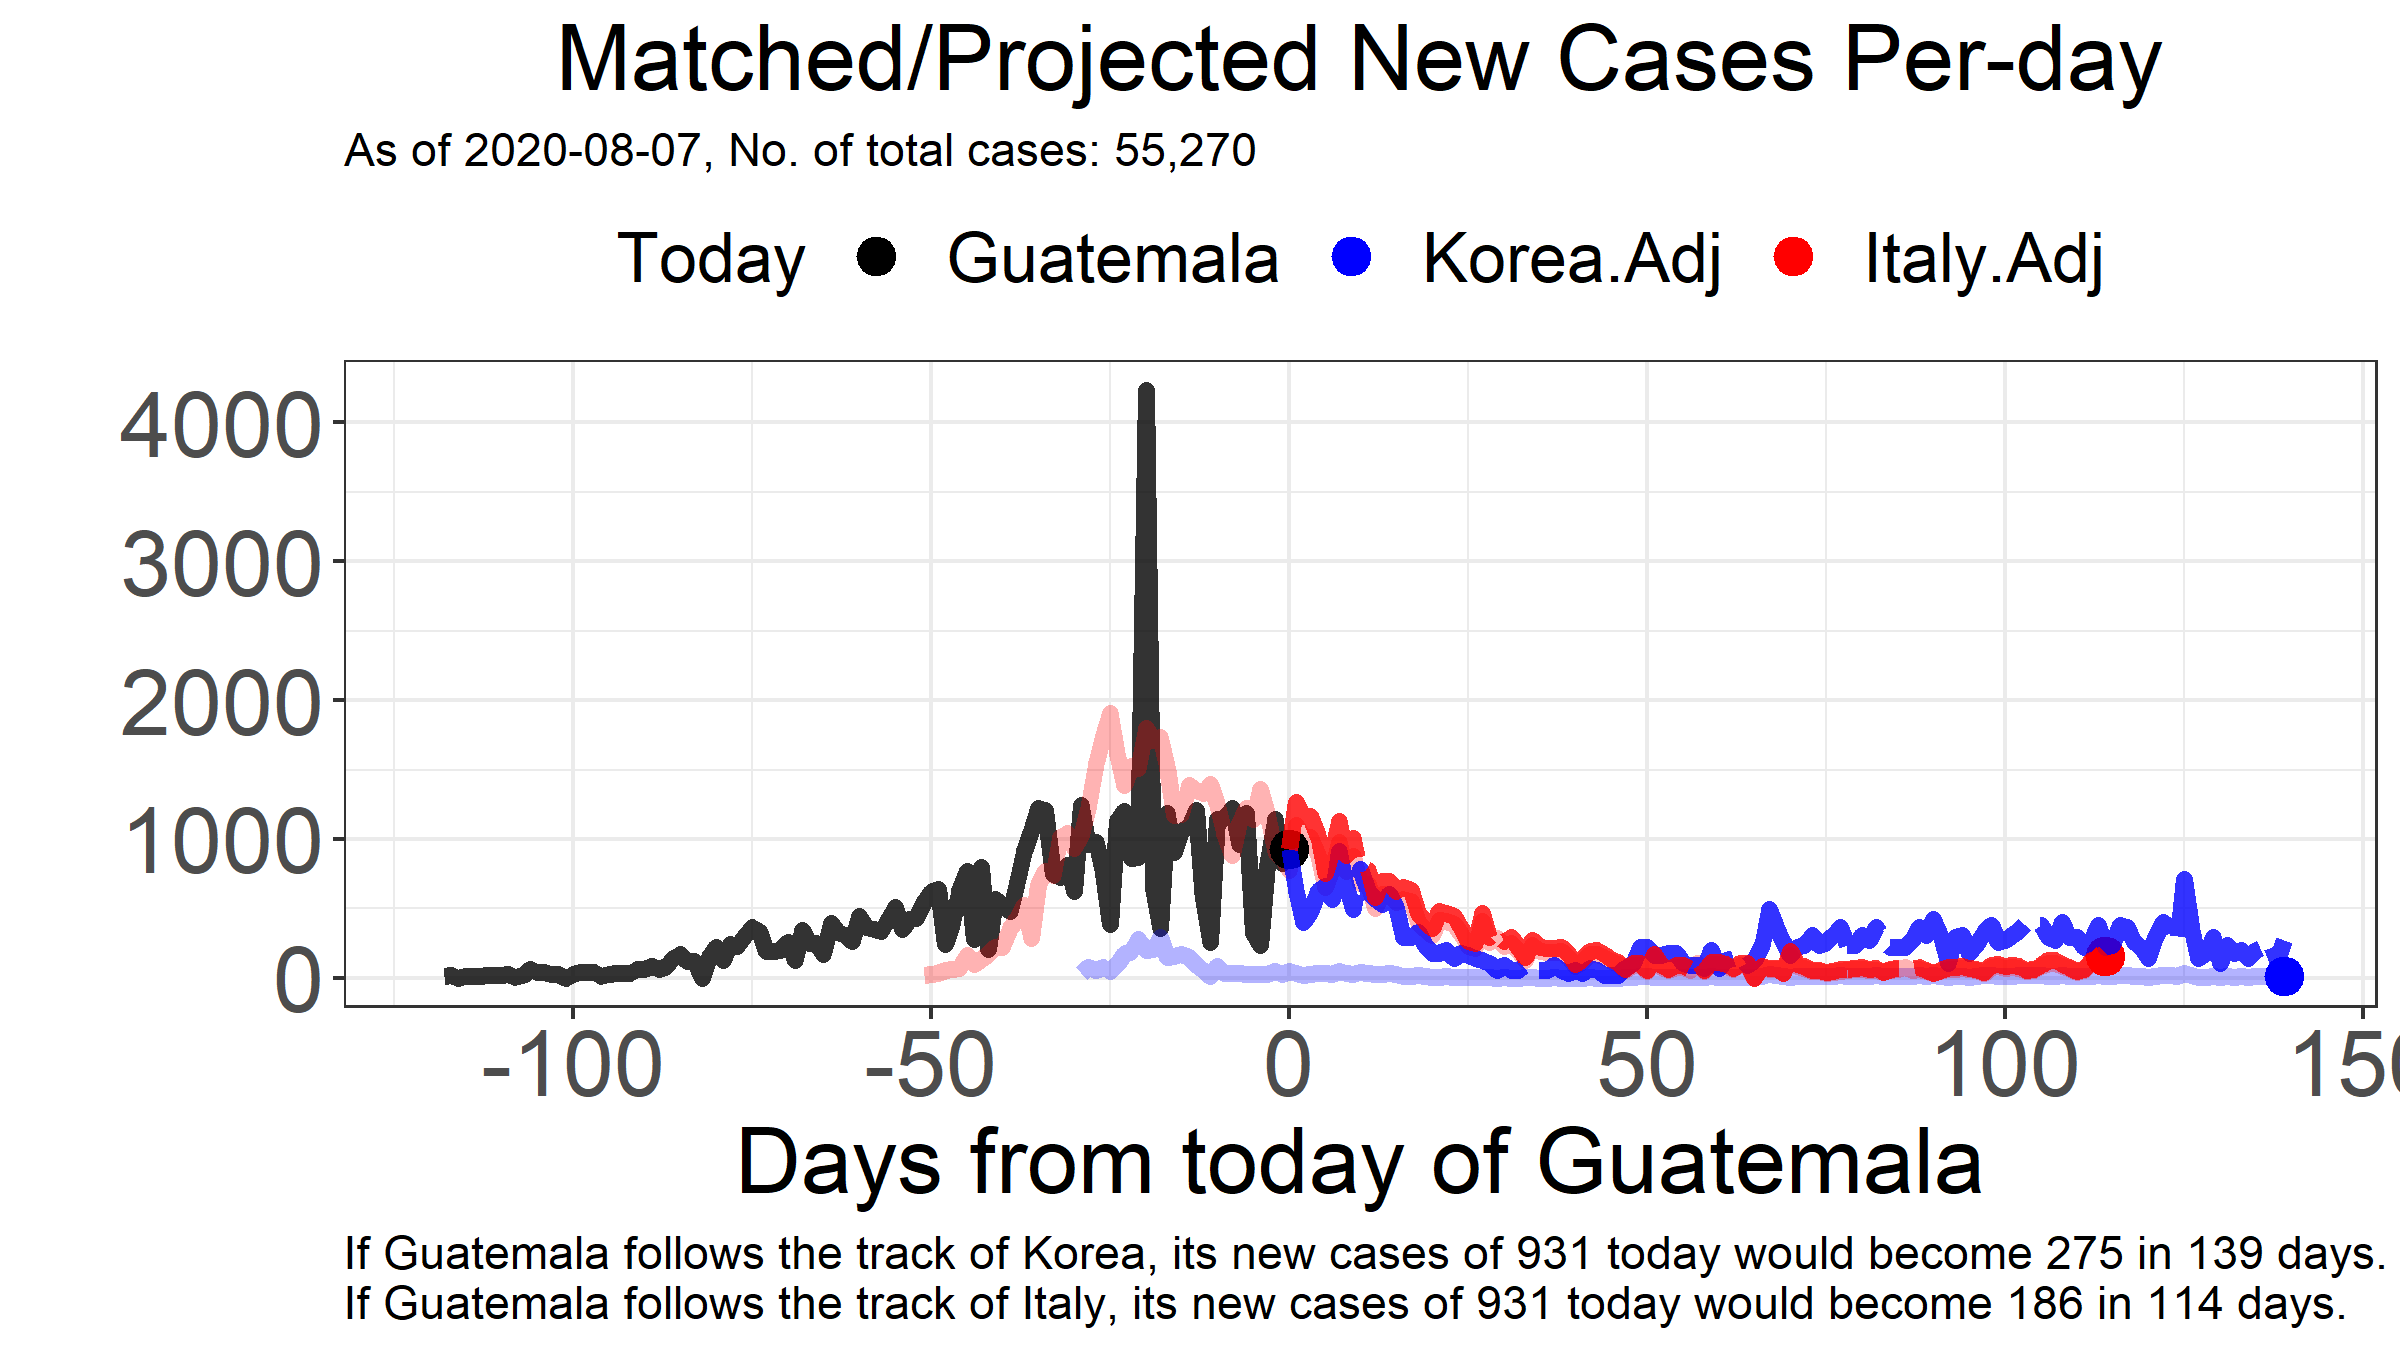 Matched/Projected New Cases Per-day
As of 2020-08-07, No. of total cases: 55,270
Today Guatemala Korea.Adj Italy.Adj
4000
3000
2000
1000
0
-100 -50 0 50 100 150
Days from today of Guatemala
If Guatemala follows the track of Korea, its new cases of 931 today would become 275 in 139 days.
If Guatemala follows the track of Italy, its new cases of 931 today would become 186 in 114 days.